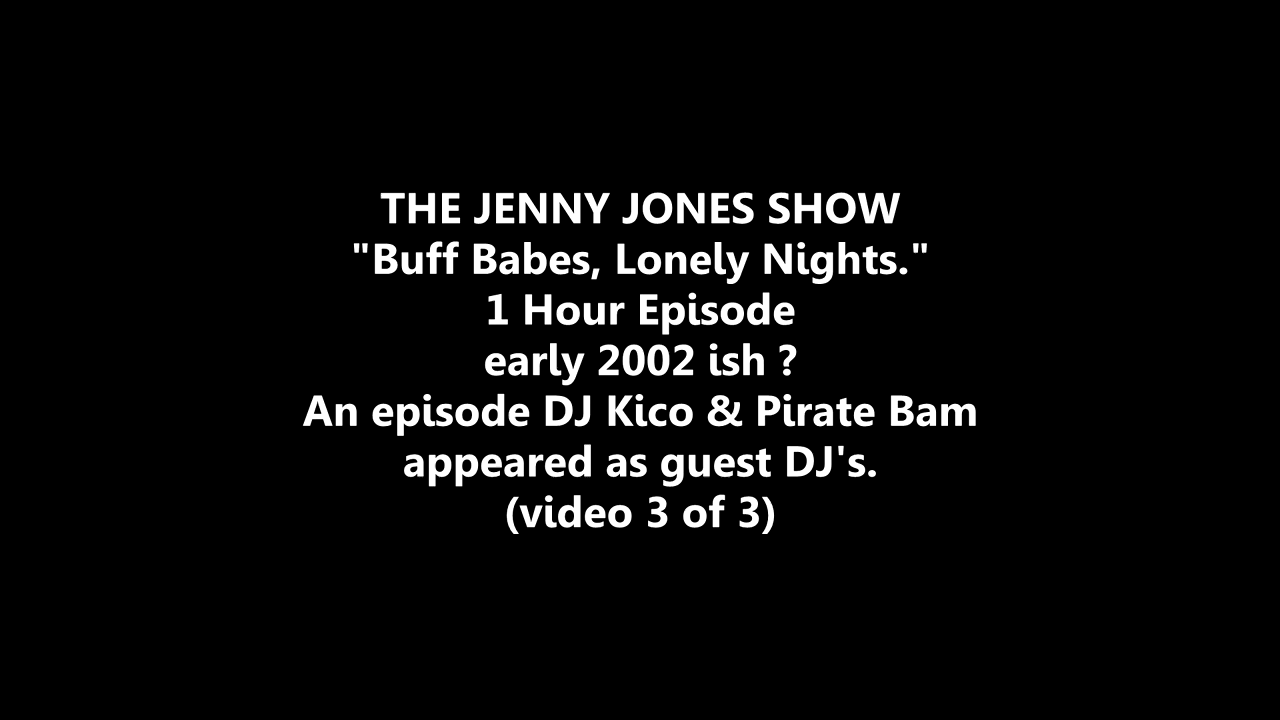 THE JENNY JONES SHOW
"Buff Babes, Lonely Nights."
1 Hour Episode
early 2002 ish ?
An episode DJ Kico & Pirate Bam
appeared as guest DJ's.
(video 3 of 3)